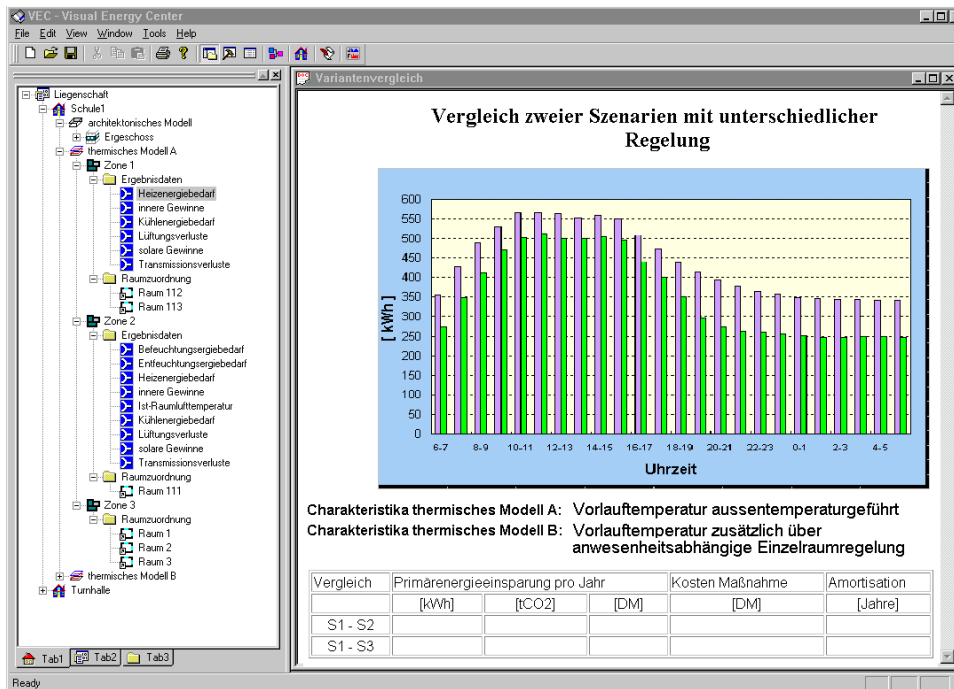 VEC - Visual Energy Center
File Edit View Window Tools Help
Liegenschaft
Schule1
architektonisches Modell
Ergeschoss
thermisches Modell A
Zone 1
Ergebnisdaten
Heizenergiebedarf
innere Gewinne
Kühlenergiebedarf
Lüftungsverluste
solare Gewinne
Transmissionsverluste
Raumzuordnung
Raum 112
Raum 113
Zone 2
Ergebnisdaten
Befeuchtungsergiebedarf
Entfeuchtungsergiebedarf
Heizenergiebedarf
innere Gewinne
Ist-Raumlufttemperatur
Kühlenergiebedarf
Lüftungsverluste
solare Gewinne
Transmissionsverluste
Raumzuordnung
Raum 111
Zone 3
Raumzuordnung
Raum 1
Raum 2
Raum 3
thermisches Modell B
Turnhalle
Tab1 Tab2 Tab3
Ready
Variantenvergleich
Vergleich zweier Szenarien mit unterschiedlicher
Regelung
600
550
500
450
400
350
300
250
200
150
100
50
0
[ kWh]
6-7 8-9 10-11 12-13 14-15 16-17 18-19 20-21 22-23 0-1 2-3 4-5
Uhrzeit
Charakteristika thermisches Modell A: Vorlauftemperatur aussentemperaturgeführt
Charakteristika thermisches Modell B: Vorlauftemperatur zusätzlich über
anwesenheitsabhängige Einzelraumregelung
Vergleich Primärenergieeinsparung pro Jahr Kosten Maßnahme Amortisation
[kWh] [tCO2] [DM] [DM] [Jahre]
S1 - S2
S1 - S3